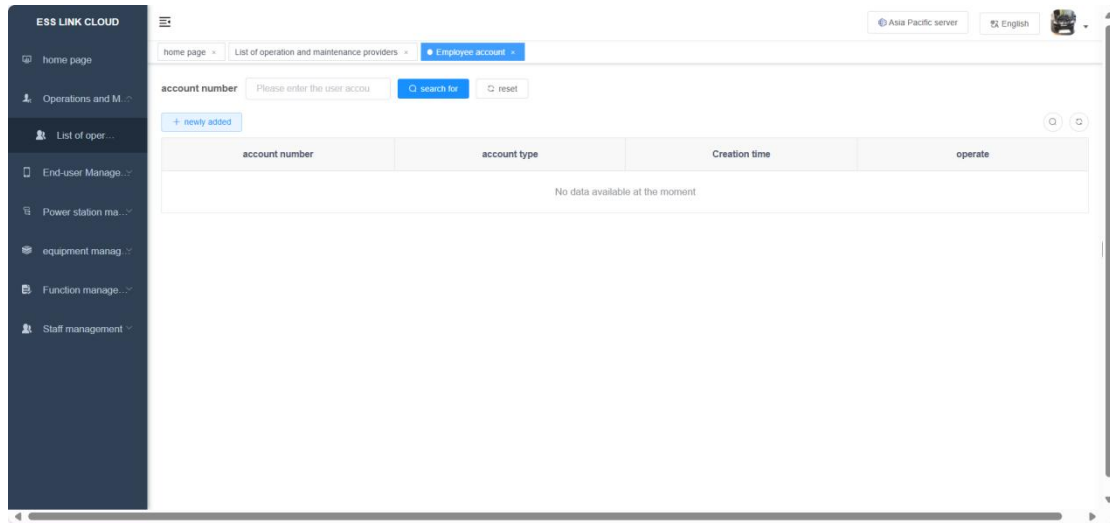 ESS LINK CLOUD
Asia Pacific server
English
home page
home page ×
List of operation and maintenance providers ×
Employee account ×
account number
Please enter the user accou
search for
reset
Operations and M...
+ newly added
List of oper...
account number
account type
Creation time
operate
No data available at the moment
End-user Manage...
Power station ma...
equipment manag...
Function manage...
Staff management